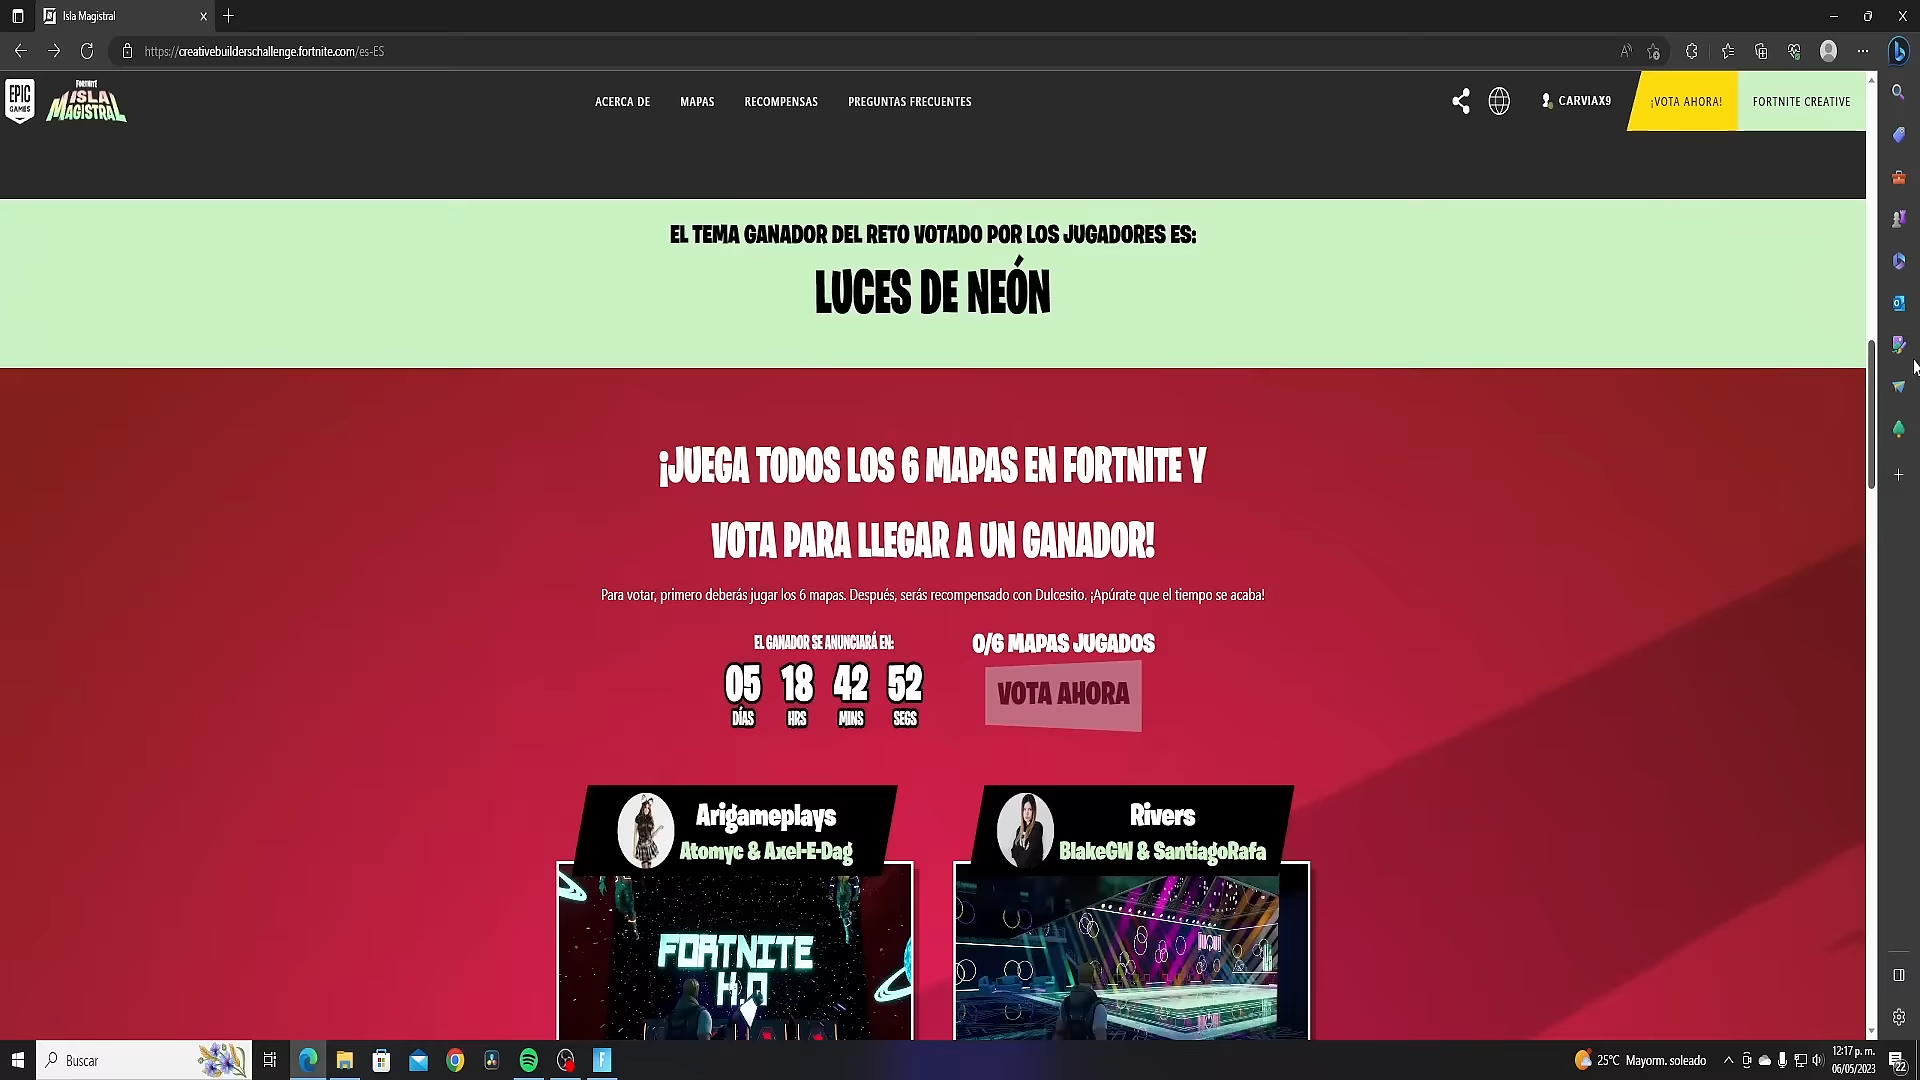 Isla Magistral
https://creativebuilderschallenge.fortnite.com/es-ES
EPIC GAMES
FORTNITE
ISLA
MAGISTRAL
ACERCA DE
MAPAS
RECOMPENSAS
PREGUNTAS FRECUENTES
CARVIAX9
¡VOTA AHORA!
FORTNITE CREATIVE
EL TEMA GANADOR DEL RETO VOTADO POR LOS JUGADORES ES:
LUCES DE NEÓN
¡JUEGA TODOS LOS 6 MAPAS EN FORTNITE Y
VOTA PARA LLEGAR A UN GANADOR!
Para votar, primero deberás jugar los 6 mapas. Después, serás recompensado con Dulcesito. ¡Apúrate que el tiempo se acaba!
EL GANADOR SE ANUNCIARÁ EN:
05 18 42 52
DÍAS HRS MINS SEGS
0/6 MAPAS JUGADOS
VOTA AHORA
Arigameplays
Atomyc & Axel-E-Dag
Rivers
BlakeGW & SantiagoRafa
FORTNITE
H.Q
Buscar
25°C Mayorm. soleado
12:17 p. m.
06/05/2023
22